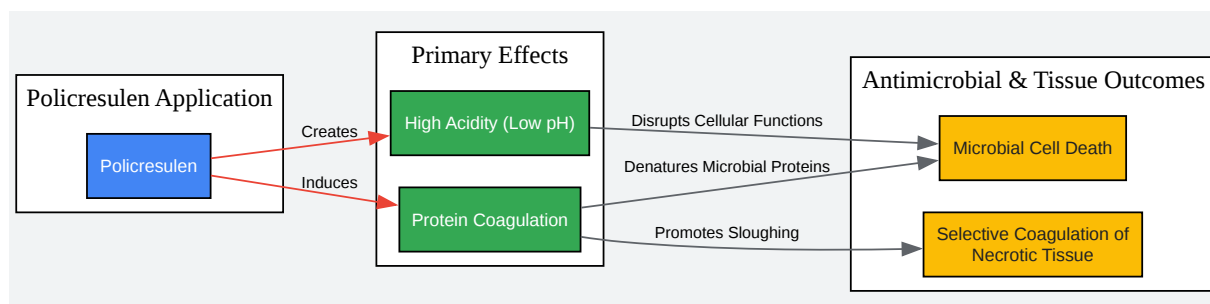 Policresulen Application
Policresulen
Creates
Induces
Primary Effects
High Acidity (Low pH)
Protein Coagulation
Disrupts Cellular Functions
Denatures Microbial Proteins
Promotes Sloughing
Antimicrobial & Tissue Outcomes
Microbial Cell Death
Selective Coagulation of
Necrotic Tissue